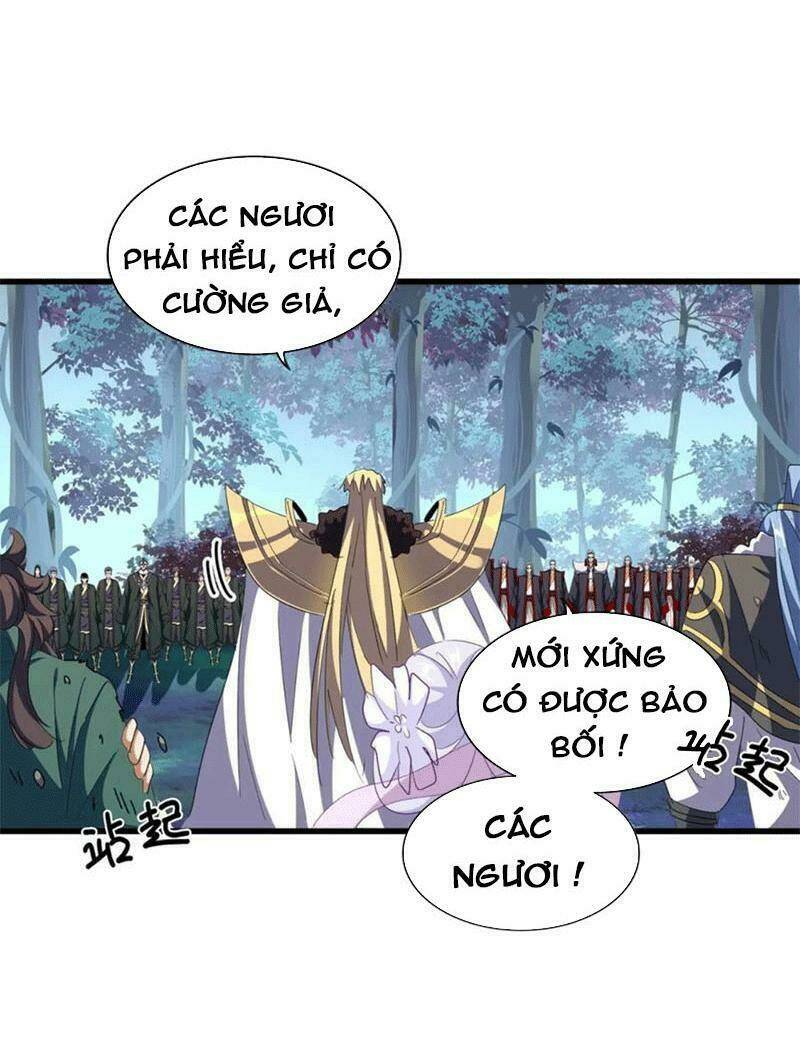 CÁC NGƯƠI
PHẢI HIỂU, CHỈ CÓ
CƯỜNG GIẢ,
MỚI XỨNG
CÓ ĐƯỢC BẢO
BỐI !
站起
站起
CÁC
NGƯƠI !